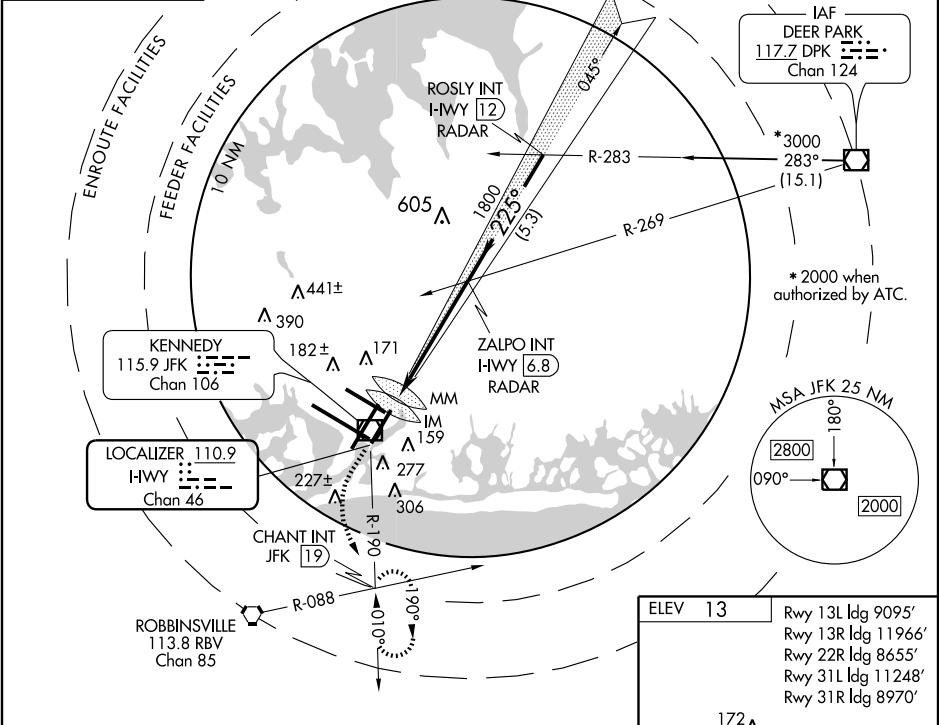 ENROUTE FACILITIES
FEEDER FACILITIES
10 NM
IAF
DEER PARK
117.7 DPK
Chan 124
ROSLY INT
I-HWY 12
RADAR
045°
*3000
283°
(15.1)
R-283
605
1800
225°
(5.3)
R-269
* 2000 when
authorized by ATC.
441±
390
182±
171
ZALPO INT
I-IWY 6.8
RADAR
KENNEDY
115.9 JFK
Chan 106
MM
IM
159
277
227±
306
LOCALIZER 110.9
I-IWY
Chan 46
MSA JFK 25 NM
180°
2800
090°
2000
R-190
CHANT INT
JFK 19
R-088
010°
190°
ROBBINSVILLE
113.8 RBV
Chan 85
ELEV 13
Rwy 13L ldg 9095'
Rwy 13R ldg 11966'
Rwy 22R ldg 8655'
Rwy 31L ldg 11248'
Rwy 31R ldg 8970'
172